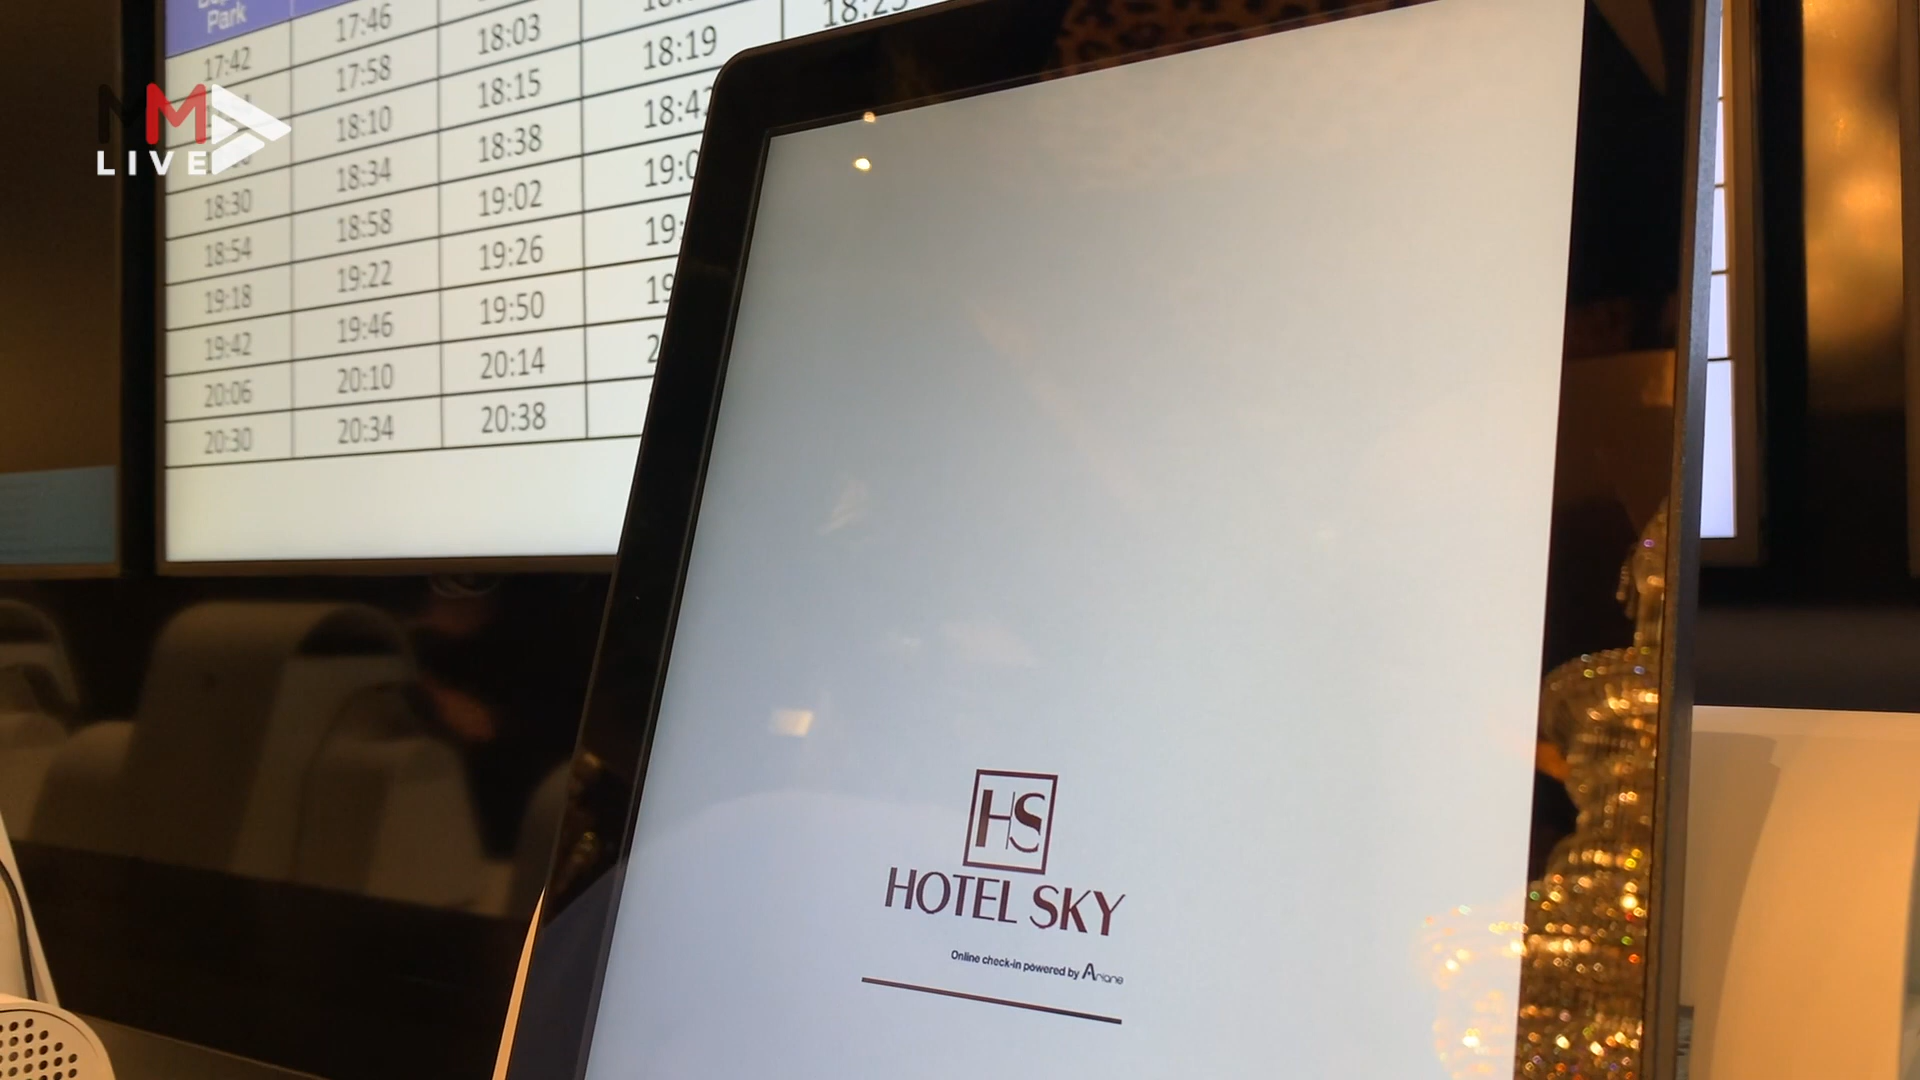 Park
17:42 17:46
17:58 18:03
18:10 18:15 18:19
18:34 18:38
18:30 18:58 19:02
18:54 19:22 19:26
19:18 19:46 19:50
19:42 20:10 20:14
20:06 20:34 20:38
20:30
MM
LIVE
HS
HOTEL SKY
Online check-in powered by Ariane